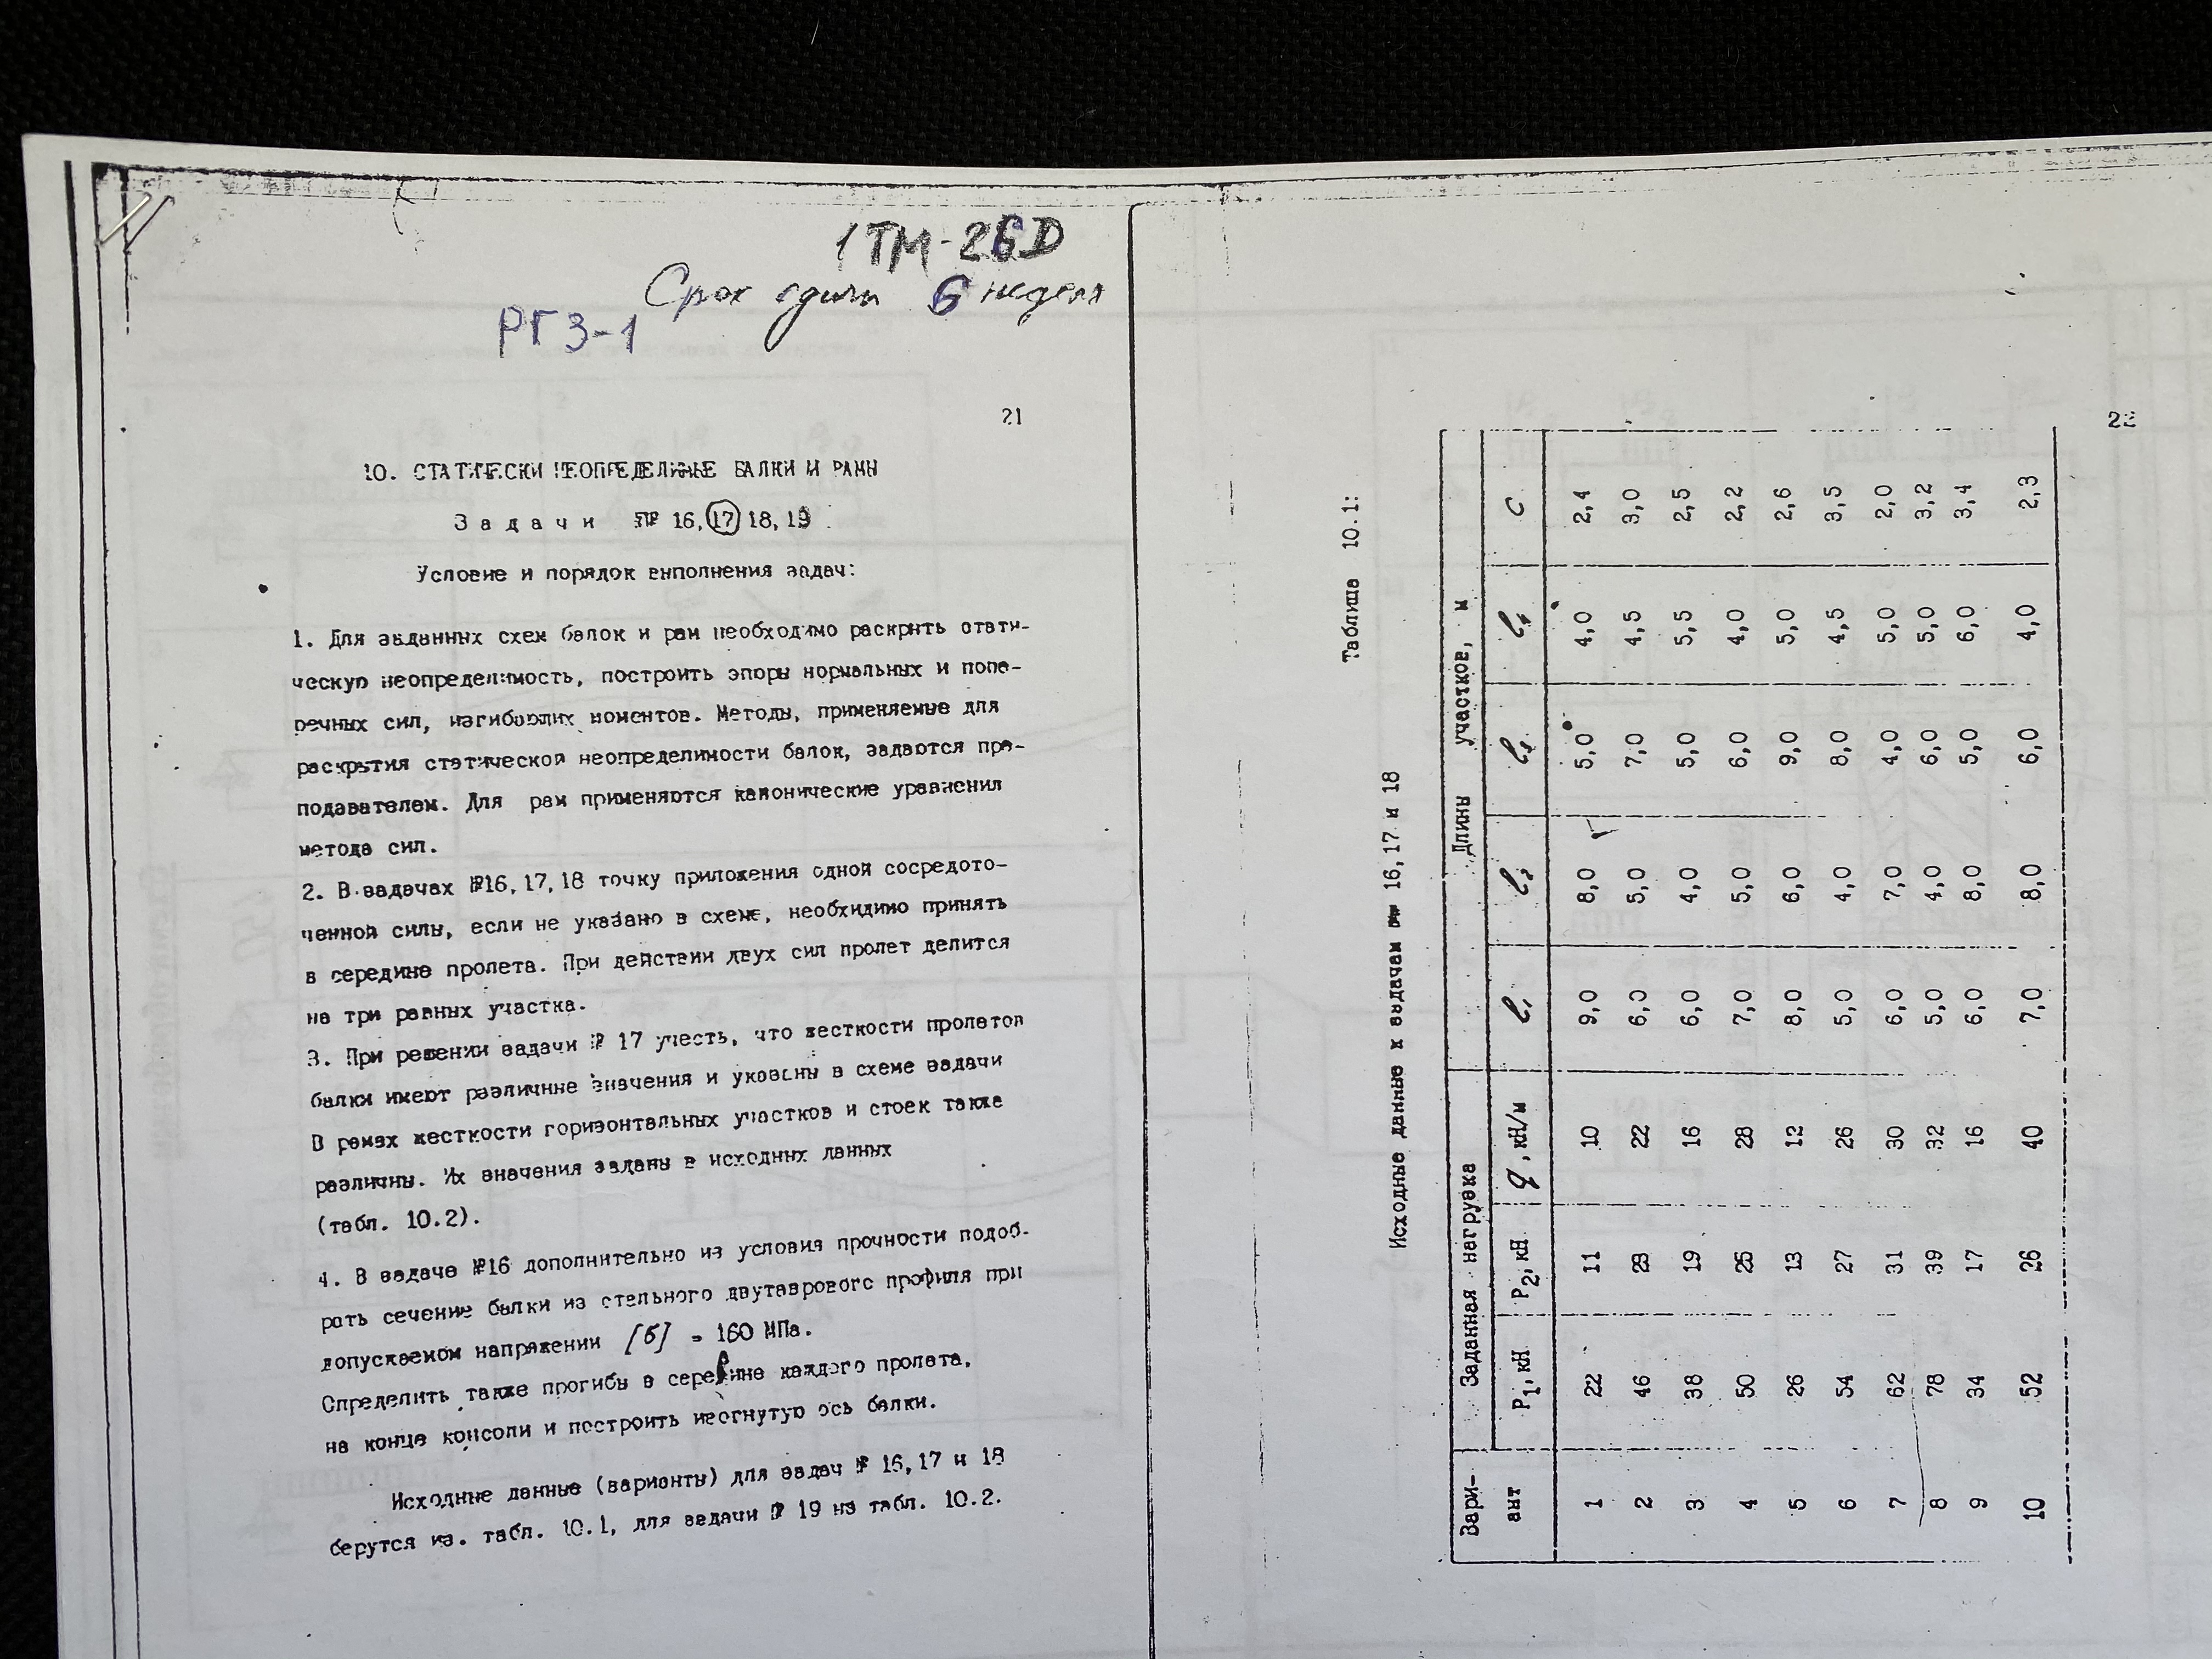 1ТМ-26D
Срок сдачи 6 неделя
РГЗ-1
21
10. СТАТИЧЕСКИ НЕОПРЕДЕЛИМЫЕ БАЛКИ И РАМЫ
Задачи №№ 16, 17 18, 19
Условие и порядок выполнения задач:
1. Для заданных схем балок и рам необходимо раскрыть стати-
ческую неопределимость, построить эпюры нормальных и попе-
речных сил, изгибающих моментов. Методы, применяемые для
раскрытия статической неопределимости балок, задаются пре-
подавателем. Для рам применяются канонические уравнения
метода сил.
2. В задачах №16,17,18 точку приложения одной сосредото-
ченной силы, если не указано в схеме, необхидимо принять
в середине пролета. При действии двух сил пролет делится
на три равных участка.
3. При решении задачи № 17 учесть, что жесткости пролетов
балки имеют различные значения и указаны в схеме задачи
В рамах жесткости горизонтальных участков и стоек также
различны. Их значения заданы в исходных данных
(табл. 10.2).
4. В задаче №16 дополнительно из условия прочности подоб-
рать сечение балки из стального двутаврового профиля при
допускаемом напряжении [б] = 160 МПа.
Определить также прогибы в середине каждого пролета,
на конце консоли и построить изогнутую ось балки.
Исходные данные (варианты) для задач № 16,17 и 18
берутся из. табл. 10.1, для задачи № 19 из табл. 10.2.
22
Таблица 10.1:
Исходные данные к задачам №№ 16,17 и 18
Вари- Заданная нагрузка Длины участков, м
ант P1,кН P2,кН q,кН/м l1 l2 l3 l4 c
1 22 11 10 9,0 8,0 5,0 4,0 2,4
2 46 23 22 6,0 5,0 7,0 4,5 3,0
3 38 19 16 6,0 4,0 5,0 5,5 2,5
4 50 25 28 7,0 5,0 6,0 4,0 2,2
5 26 13 12 8,0 6,0 9,0 5,0 2,6
6 54 27 26 5,0 4,0 8,0 4,5 3,5
7 62 31 30 6,0 7,0 4,0 5,0 2,0
8 78 39 32 5,0 4,0 6,0 5,0 3,2
9 34 17 16 6,0 8,0 5,0 6,0 3,4
10 52 26 40 7,0 8,0 6,0 4,0 2,3